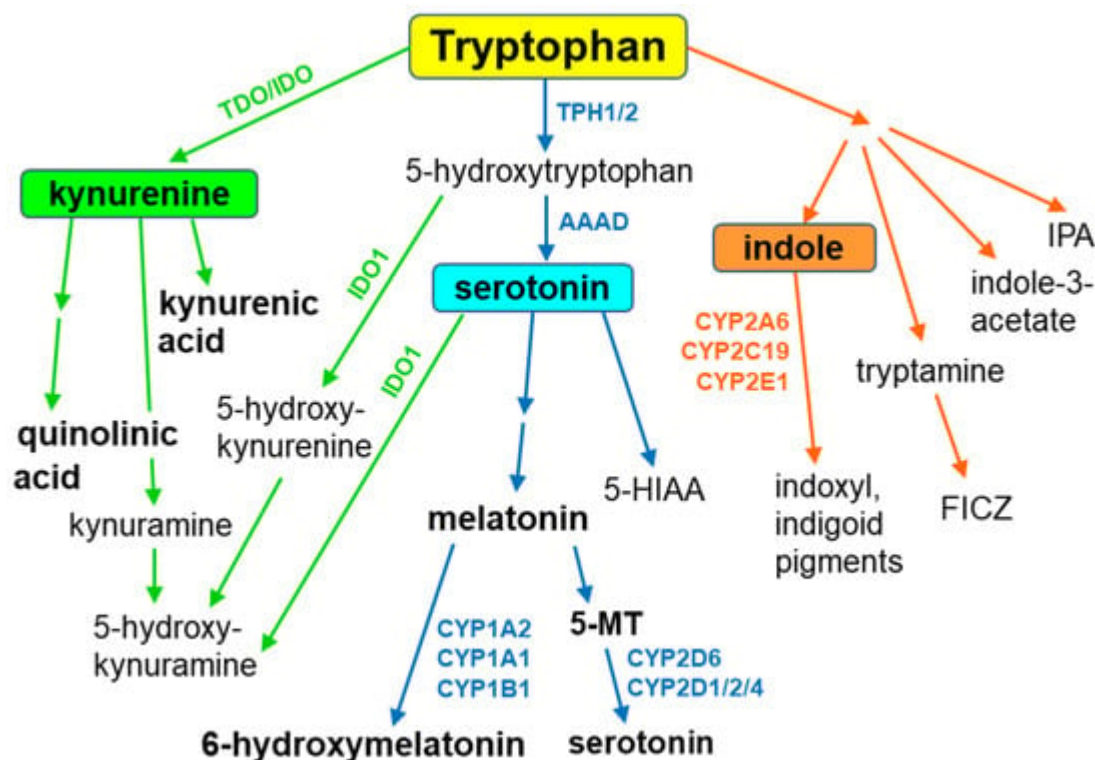 Tryptophan
TDO/IDO
TPH1/2
5-hydroxytryptophan
kynurenine
AAAD
indole
IPA
indole-3-
acetate
IDO1
serotonin
kynurenic
acid
CYP2A6
CYP2C19
CYP2E1
IDO1
tryptamine
5-hydroxy-
kynurenine
quinolinic
acid
5-HIAA
indoxyl,
indigoid
pigments
FICZ
kynuramine
melatonin
5-hydroxy-
kynuramine
CYP1A2
CYP1A1
CYP1B1
5-MT
CYP2D6
CYP2D1/2/4
6-hydroxymelatonin
serotonin